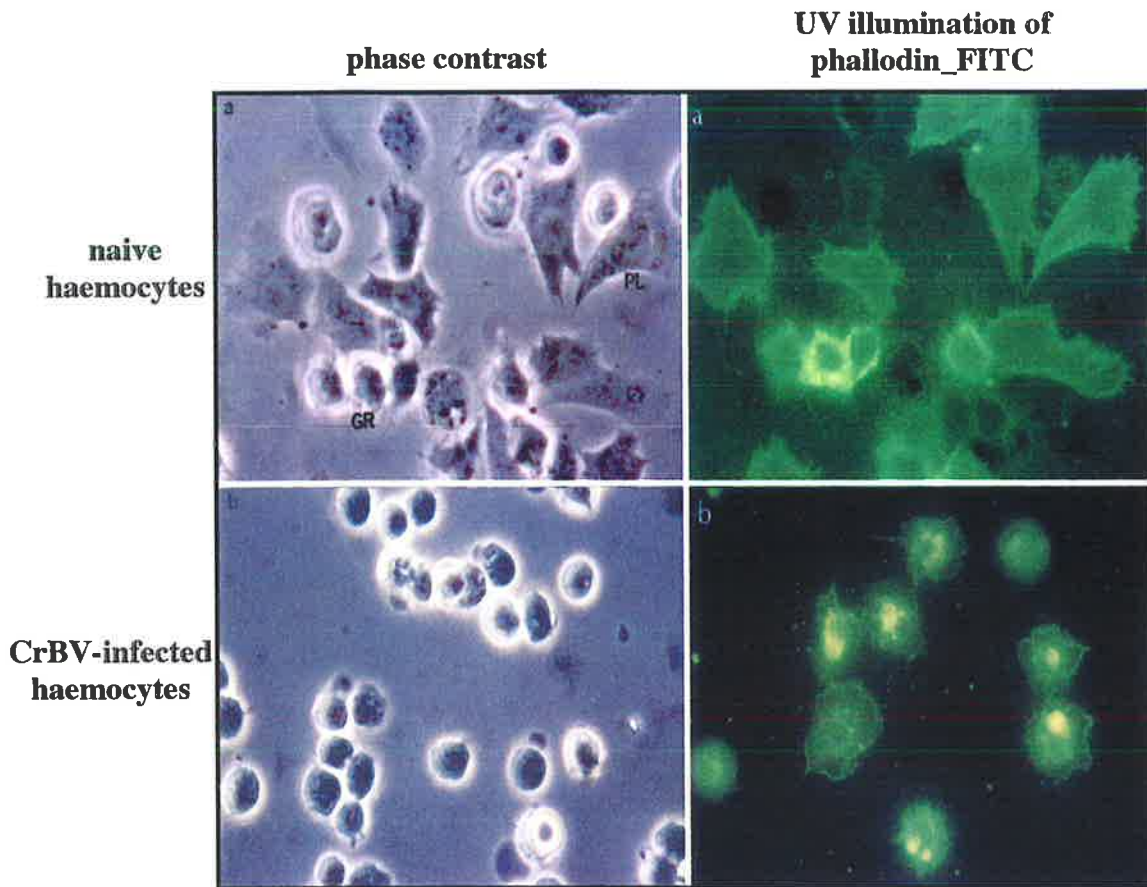 UV illumination of
phallodin_FITC
phase contrast
a
a
naive
haemocytes
PL
GR
b
b
CrBV-infected
haemocytes